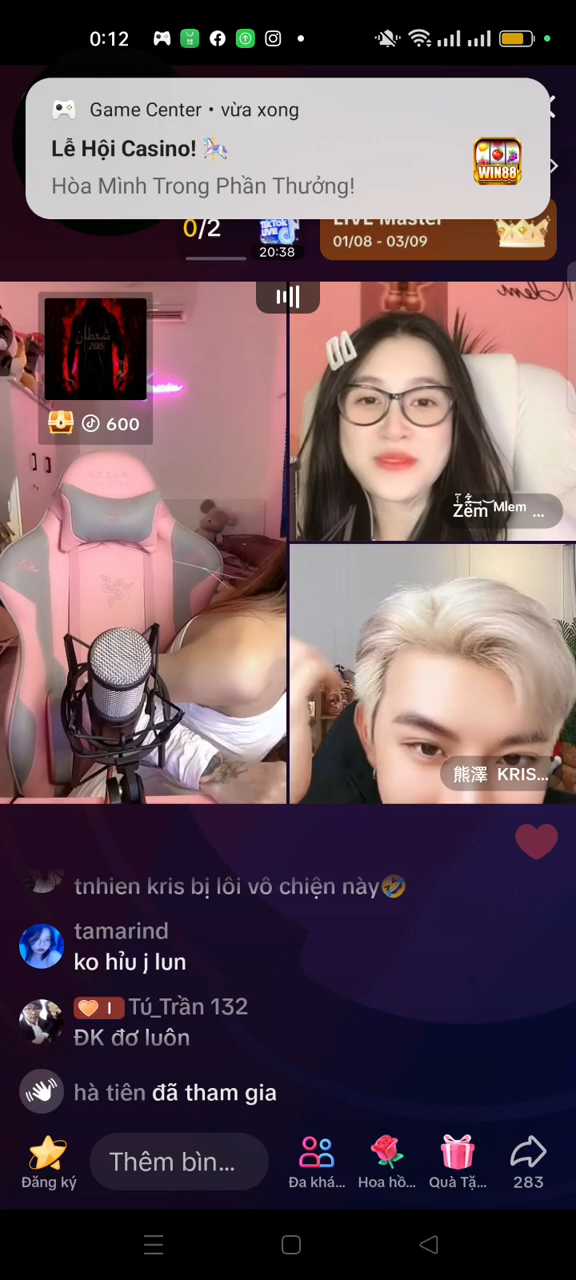 0:12
Game Center • vừa xong
Lễ Hội Casino! 🎠
Hòa Mình Trong Phần Thưởng!
WIN88
0/2
20:38
LIVE Master
01/08 - 03/09
600
Mlem ...
熊澤 KRIS...
tnhien kris bị lôi vô chiện này🤣
tamarind
ko hỉu j lun
I Tú_Trần 132
ĐK đơ luôn
hà tiên đã tham gia
Đăng ký
Thêm bìn...
Đa khá...
Hoa hồ...
Quà Tặ...
283